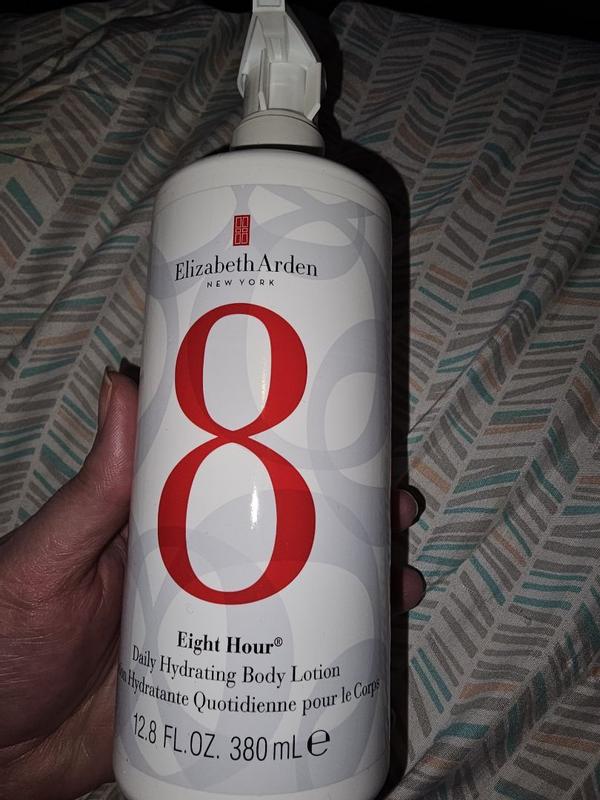 Elizabeth Arden
NEW YORK
8
Eight Hour®
Daily Hydrating Body Lotion
Hydratante Quotidienne pour le Corps
12.8 FL.OZ. 380 mL ℮